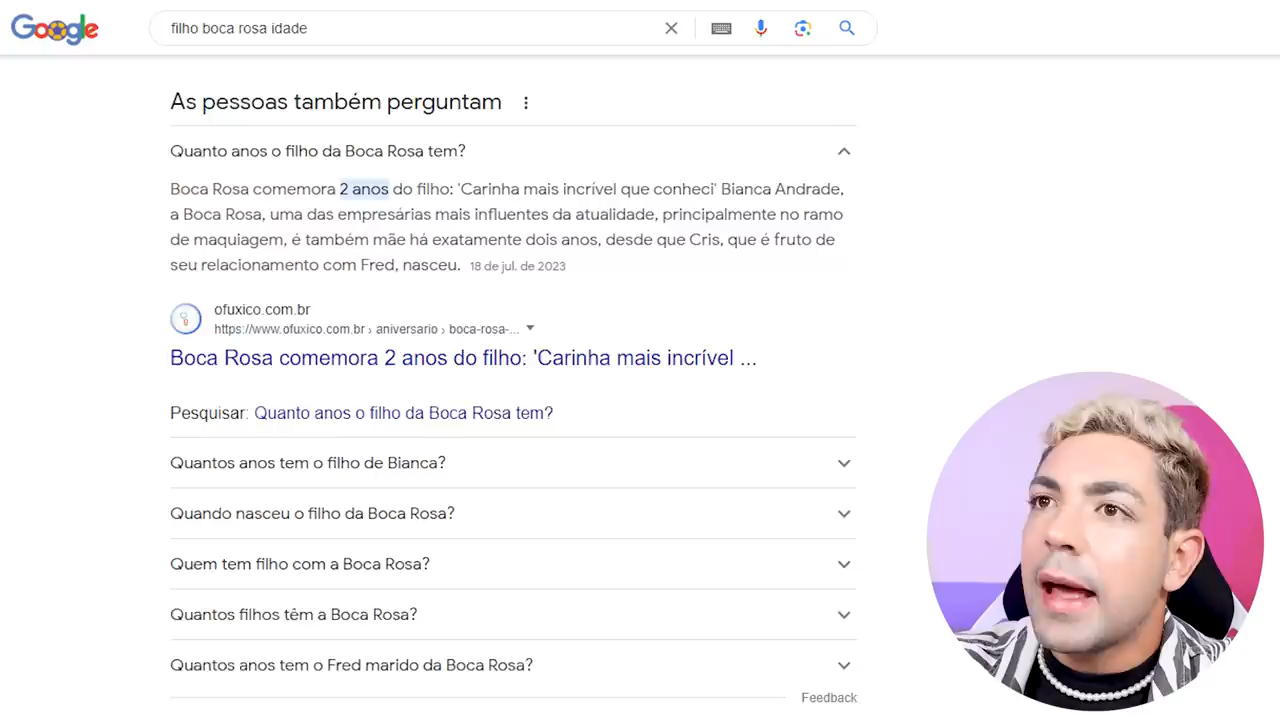 Google
filho boca rosa idade
As pessoas também perguntam
Quanto anos o filho da Boca Rosa tem?
Boca Rosa comemora 2 anos do filho: 'Carinha mais incrível que conheci' Bianca Andrade,
a Boca Rosa, uma das empresárias mais influentes da atualidade, principalmente no ramo
de maquiagem, é também mãe há exatamente dois anos, desde que Cris, que é fruto de
seu relacionamento com Fred, nasceu. 18 de jul. de 2023
ofuxico.com.br
https://www.ofuxico.com.br › aniversario › boca-rosa-...
Boca Rosa comemora 2 anos do filho: 'Carinha mais incrível ...
Pesquisar: Quanto anos o filho da Boca Rosa tem?
Quantos anos tem o filho de Bianca?
Quando nasceu o filho da Boca Rosa?
Quem tem filho com a Boca Rosa?
Quantos filhos têm a Boca Rosa?
Quantos anos tem o Fred marido da Boca Rosa?
Feedback